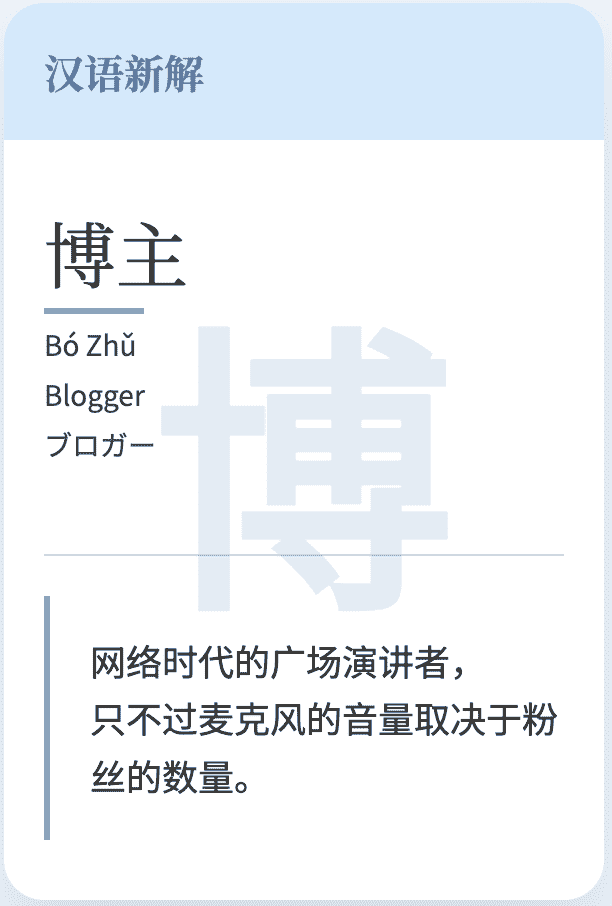 汉语新解
博主
Bó Zhǔ
Blogger
ブロガー
博
网络时代的广场演讲者，
只不过麦克风的音量取决于粉
丝的数量。